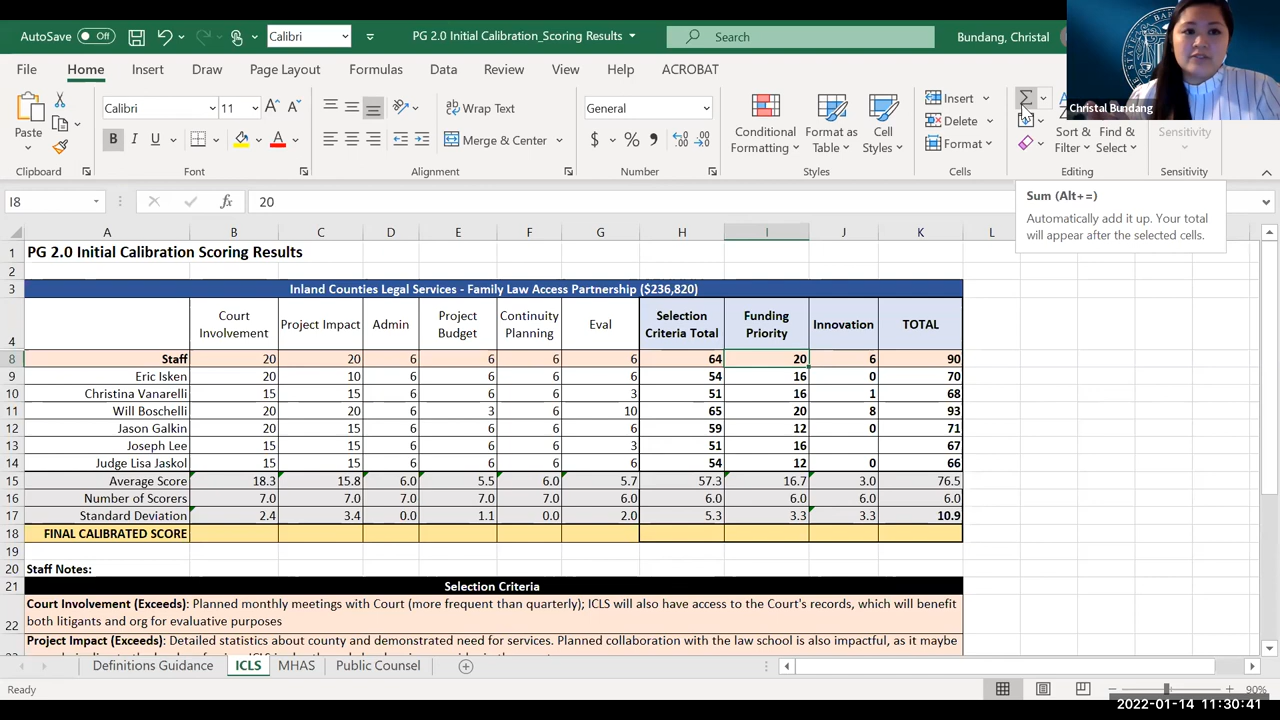 AutoSave Off Calibri PG 2.0 Initial Calibration_Scoring Results Search Bundang, Christal
File Home Insert Draw Page Layout Formulas Data Review View Help ACROBAT
Christal Bundang
Paste Calibri 11 Wrap Text General Insert
B I U Merge & Center $ % Conditional Formatting Format as Table Cell Styles Delete Format Sort & Filter Find & Select Sensitivity
Clipboard Font Alignment Number Styles Cells Editing Sensitivity
I8 fx 20
Sum (Alt+=)
Automatically add it up. Your total
will appear after the selected cells.
A B C D E F G H I J K L
1 PG 2.0 Initial Calibration Scoring Results
2
3 Inland Counties Legal Services - Family Law Access Partnership ($236,820)
4 Court Involvement Project Impact Admin Project Budget Continuity Planning Eval Selection Criteria Total Funding Priority Innovation TOTAL
8 Staff 20 20 6 6 6 6 64 20 6 90
9 Eric Isken 20 10 6 6 6 6 54 16 0 70
10 Christina Vanarelli 15 15 6 6 6 3 51 16 1 68
11 Will Boschelli 20 20 6 3 6 10 65 20 8 93
12 Jason Galkin 20 15 6 6 6 6 59 12 0 71
13 Joseph Lee 15 15 6 6 6 3 51 16 67
14 Judge Lisa Jaskol 15 15 6 6 6 6 54 12 0 66
15 Average Score 18.3 15.8 6.0 5.5 6.0 5.7 57.3 16.7 3.0 76.5
16 Number of Scorers 7.0 7.0 7.0 7.0 7.0 6.0 6.0 6.0 6.0 6.0
17 Standard Deviation 2.4 3.4 0.0 1.1 0.0 2.0 5.3 3.3 3.3 10.9
18 FINAL CALIBRATED SCORE
19
20 Staff Notes:
21 Selection Criteria
22 Court Involvement (Exceeds): Planned monthly meetings with Court (more frequent than quarterly); ICLS will also have access to the Court's records, which will benefit
both litigants and org for evaluative purposes
Project Impact (Exceeds): Detailed statistics about county and demonstrated need for services. Planned collaboration with the law school is also impactful, as it maybe
Definitions Guidance ICLS MHAS Public Counsel
Ready 90%
2022-01-14 11:30:41